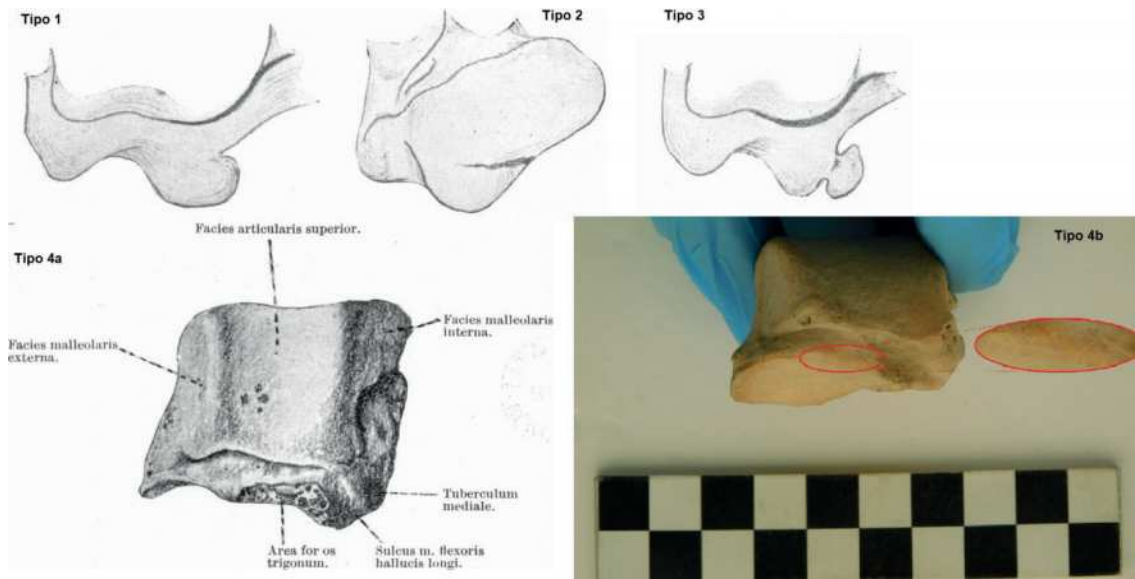 Tipo 1
Tipo 2
Tipo 3
Facies articularis superior.
Tipo 4a
Tipo 4b
Facies malleolaris
interna.
Facies malleolaris
externa.
Tuberculum
mediale.
Area for os
trigonum.
Sulcus m. flexoris
hallucis longi.